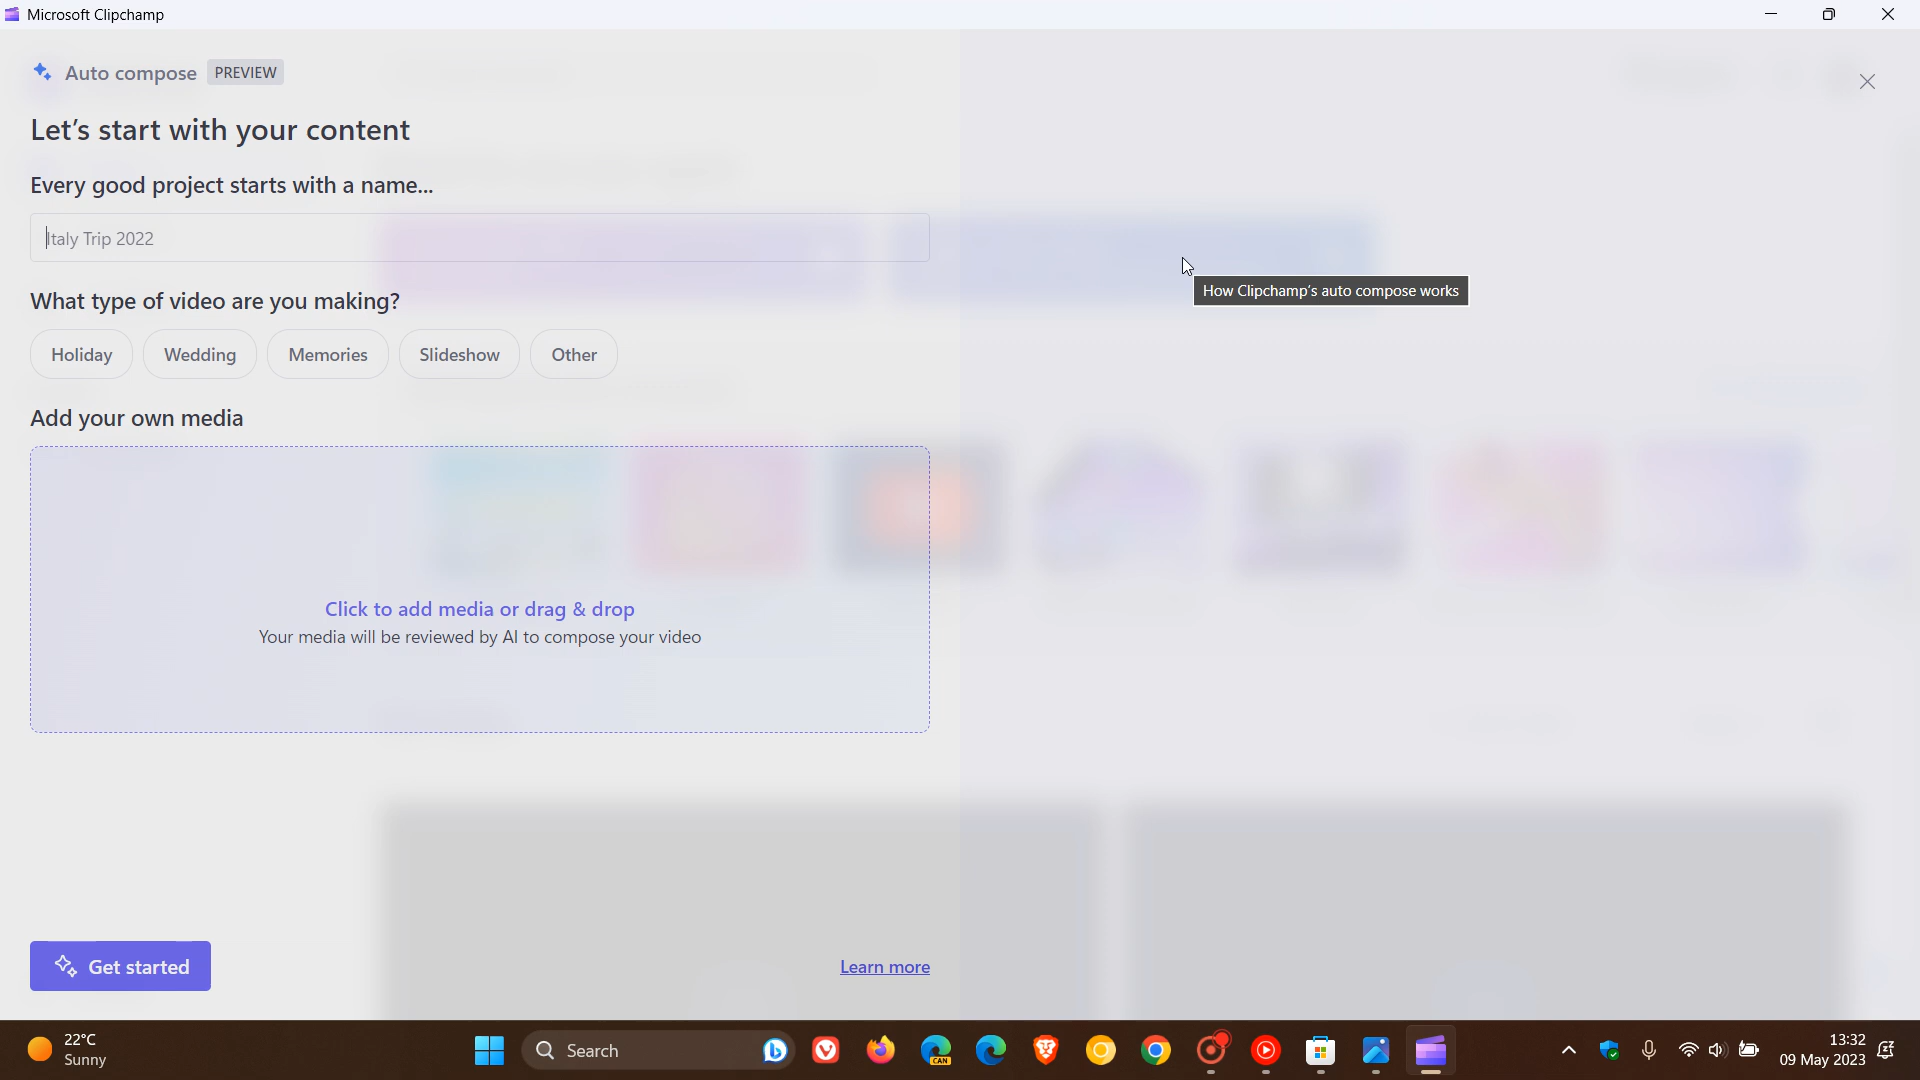 Microsoft Clipchamp
Auto compose PREVIEW
Let's start with your content
Every good project starts with a name...
Italy Trip 2022
How Clipchamp's auto compose works
What type of video are you making?
Holiday Wedding Memories Slideshow Other
Add your own media
Click to add media or drag & drop
Your media will be reviewed by AI to compose your video
Get started Learn more
22°C
Sunny
Search
CAN
13:32
09 May 2023